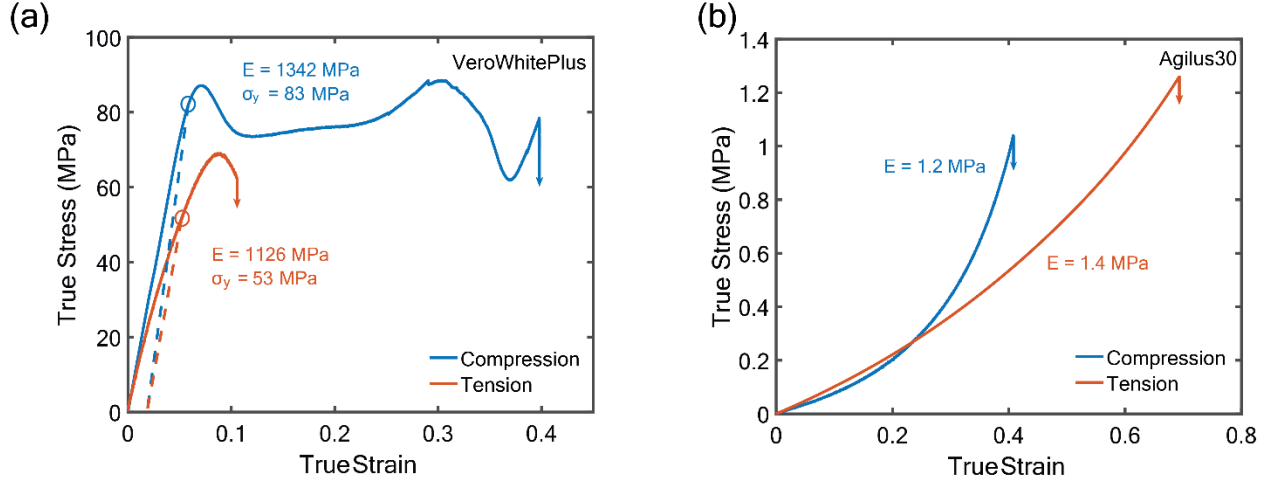 (a)
100
80
60
40
20
0
True Stress (MPa)
VeroWhitePlus
E = 1342 MPa
σy = 83 MPa
E = 1126 MPa
σy = 53 MPa
Compression
Tension
0
0.1
0.2
0.3
0.4
TrueStrain
(b)
1.4
1.2
1
0.8
0.6
0.4
0.2
0
True Stress (MPa)
Agilus30
E = 1.2 MPa
E = 1.4 MPa
Compression
Tension
0
0.2
0.4
0.6
0.8
TrueStrain